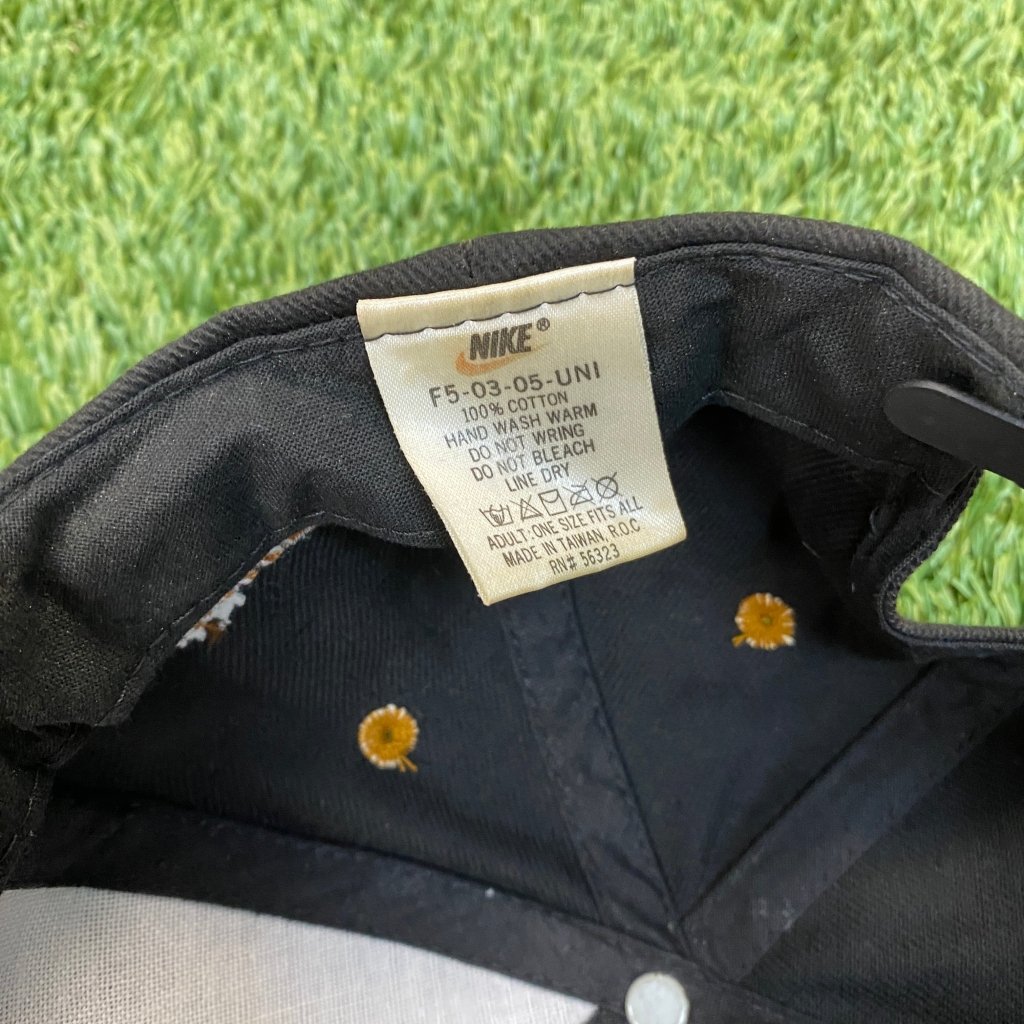 NIKE®
F5-03-05-UNI
100% COTTON
HAND WASH WARM
DO NOT WRING
DO NOT BLEACH
LINE DRY
ADULT:ONE SIZE FITS ALL
MADE IN TAIWAN, R.O.C
RN# 56323